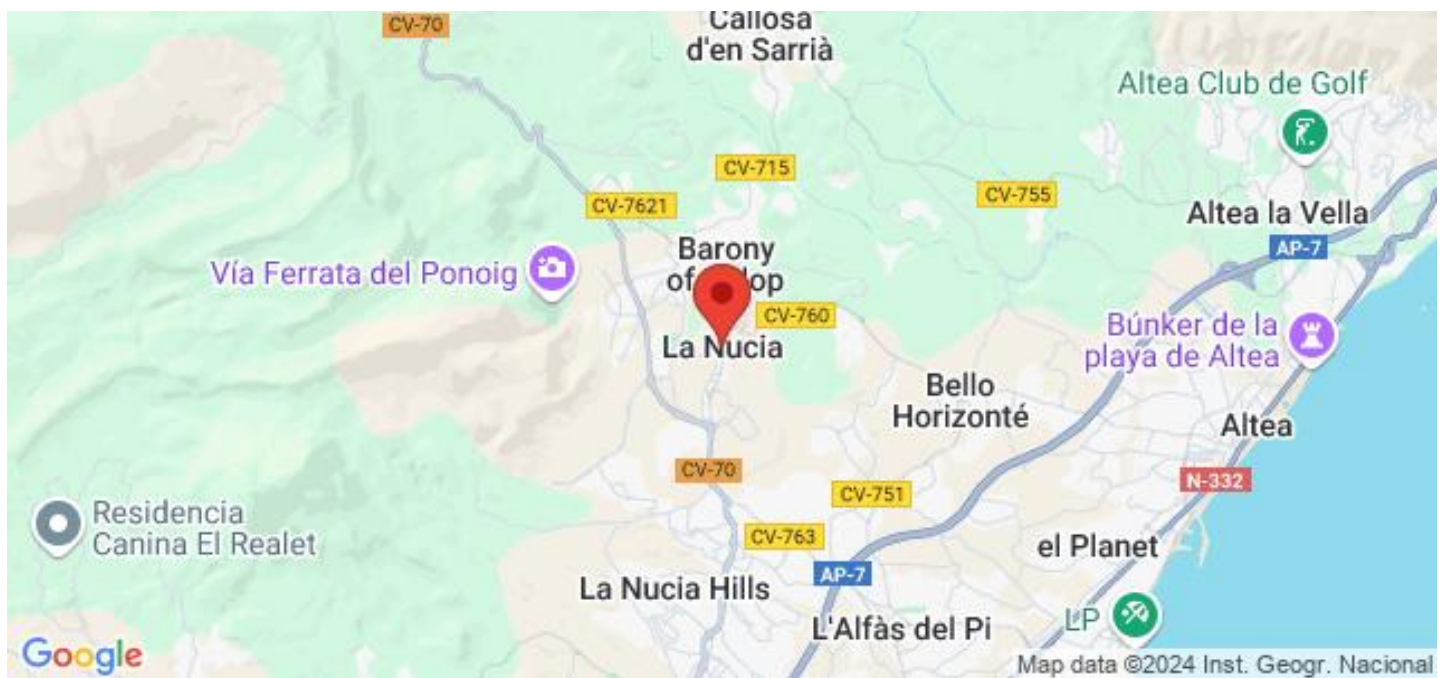 CV-70
Callosa
d'en Sarrià
Altea Club de Golf
CV-715
CV-7621
CV-755
Altea la Vella
AP-7
Barony
Vía Ferrata del Ponoig
CV-760
La Nucia
Búnker de la
playa de Altea
Bello
Horizonté
Altea
CV-70
N-332
CV-751
Residencia
Canina El Realet
CV-763
el Planet
AP-7
La Nucia Hills
L'Alfàs del Pi
LP
Google
Map data ©2024 Inst. Geogr. Nacional